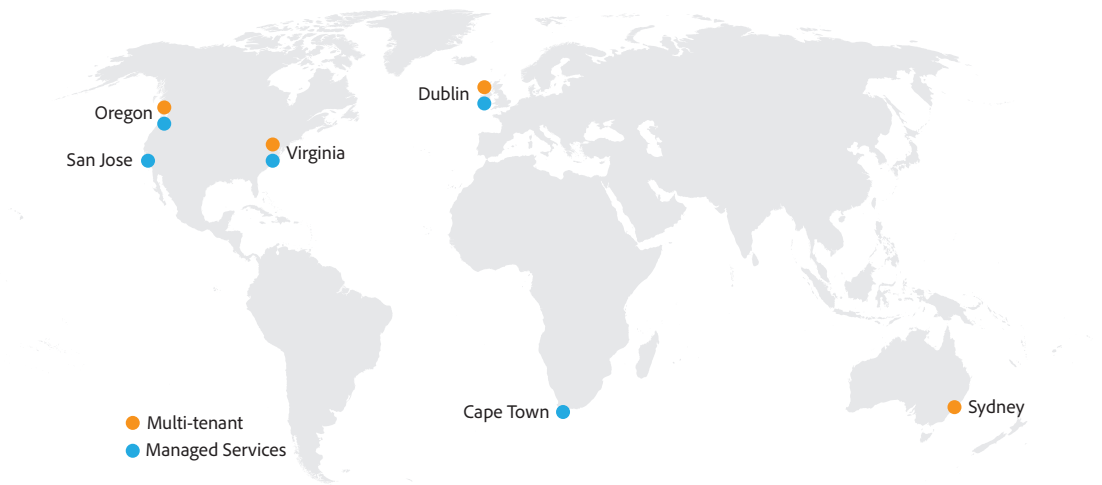 Dublin
Oregon
San Jose
Virginia
Cape Town
Sydney
Multi-tenant
Managed Services